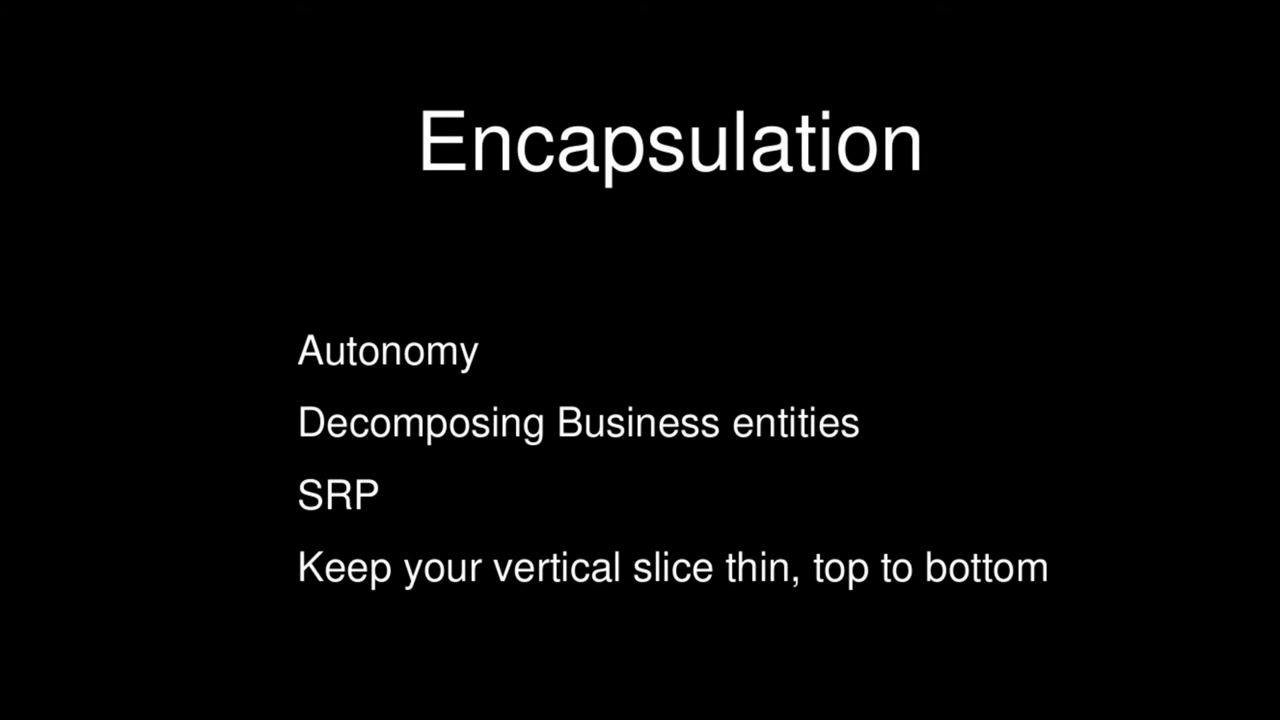 Encapsulation
Autonomy
Decomposing Business entities
SRP
Keep your vertical slice thin, top to bottom